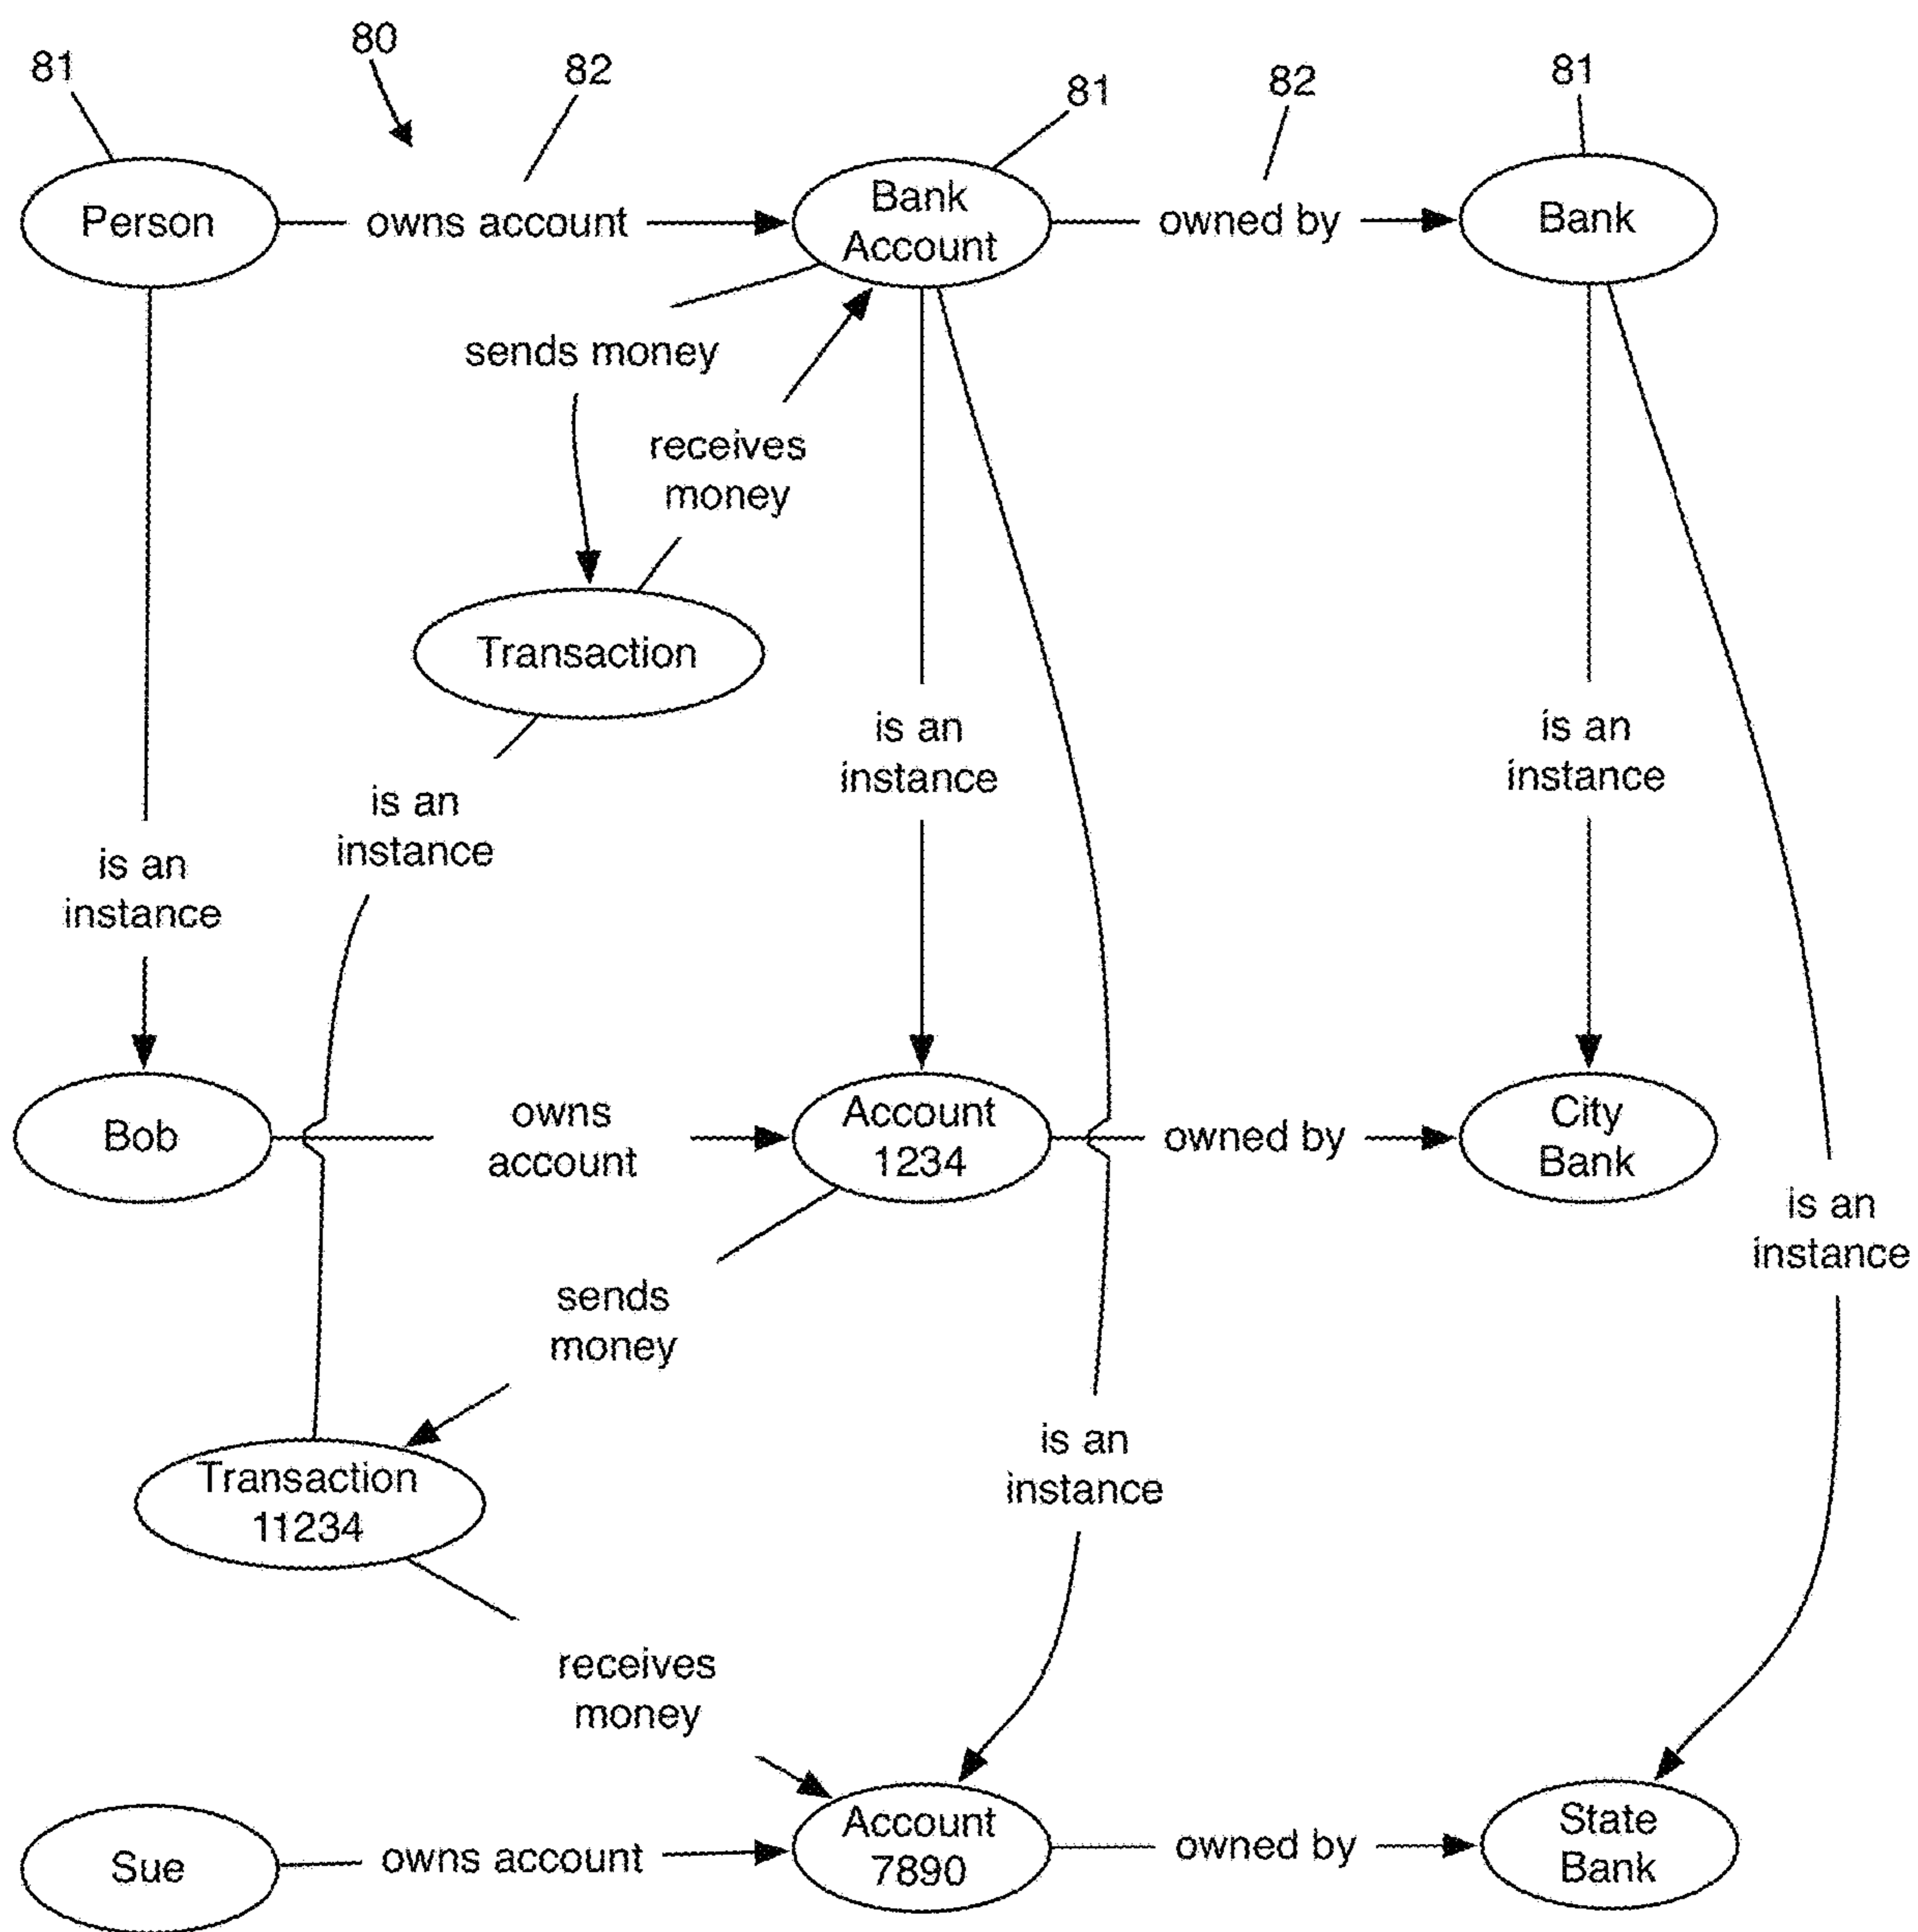 80
81
82
81
82
81
Person
owns account
Bank
Account
owned by
Bank
sends money
receives
money
Transaction
is an
instance
is an
instance
is an
instance
is an
instance
Bob
owns
account
Account
1234
owned by
City
Bank
is an
instance
sends
money
Transaction
11234
is an
instance
receives
money
Sue
owns account
Account
7890
owned by
State
Bank